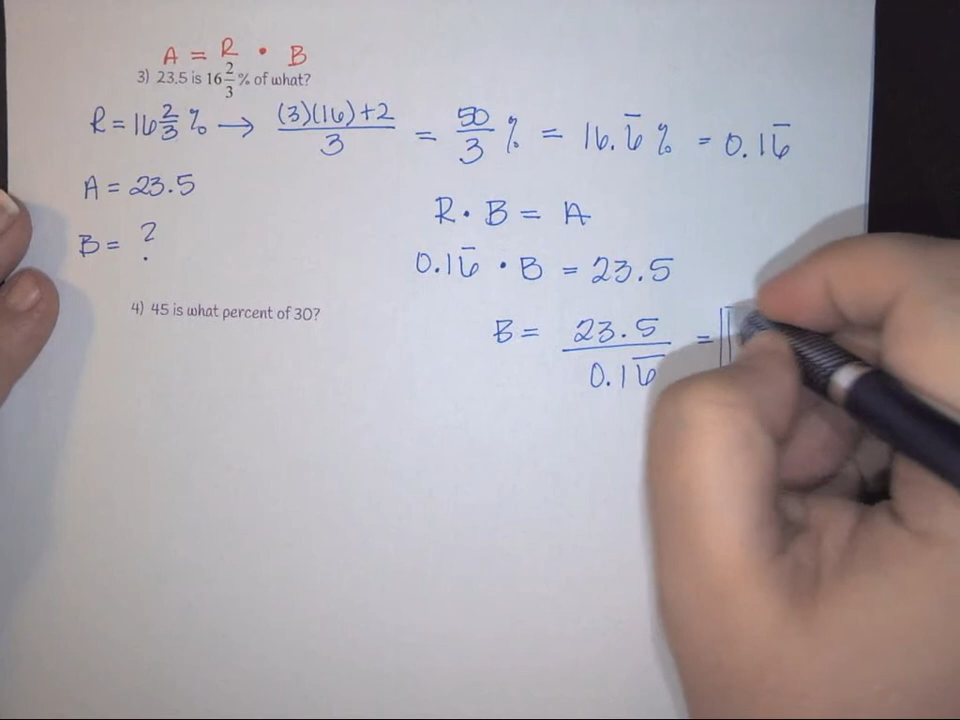 A = R • B
3) 23.5 is 16 2/3 % of what?
R = 16 2/3 % → (3)(16)+2 / 3 = 50/3 % = 16.6̅ % = 0.16̅
A = 23.5
R • B = A
B = ?
0.16̅ • B = 23.5
4) 45 is what percent of 30?
B = 23.5 / 0.16̅ =